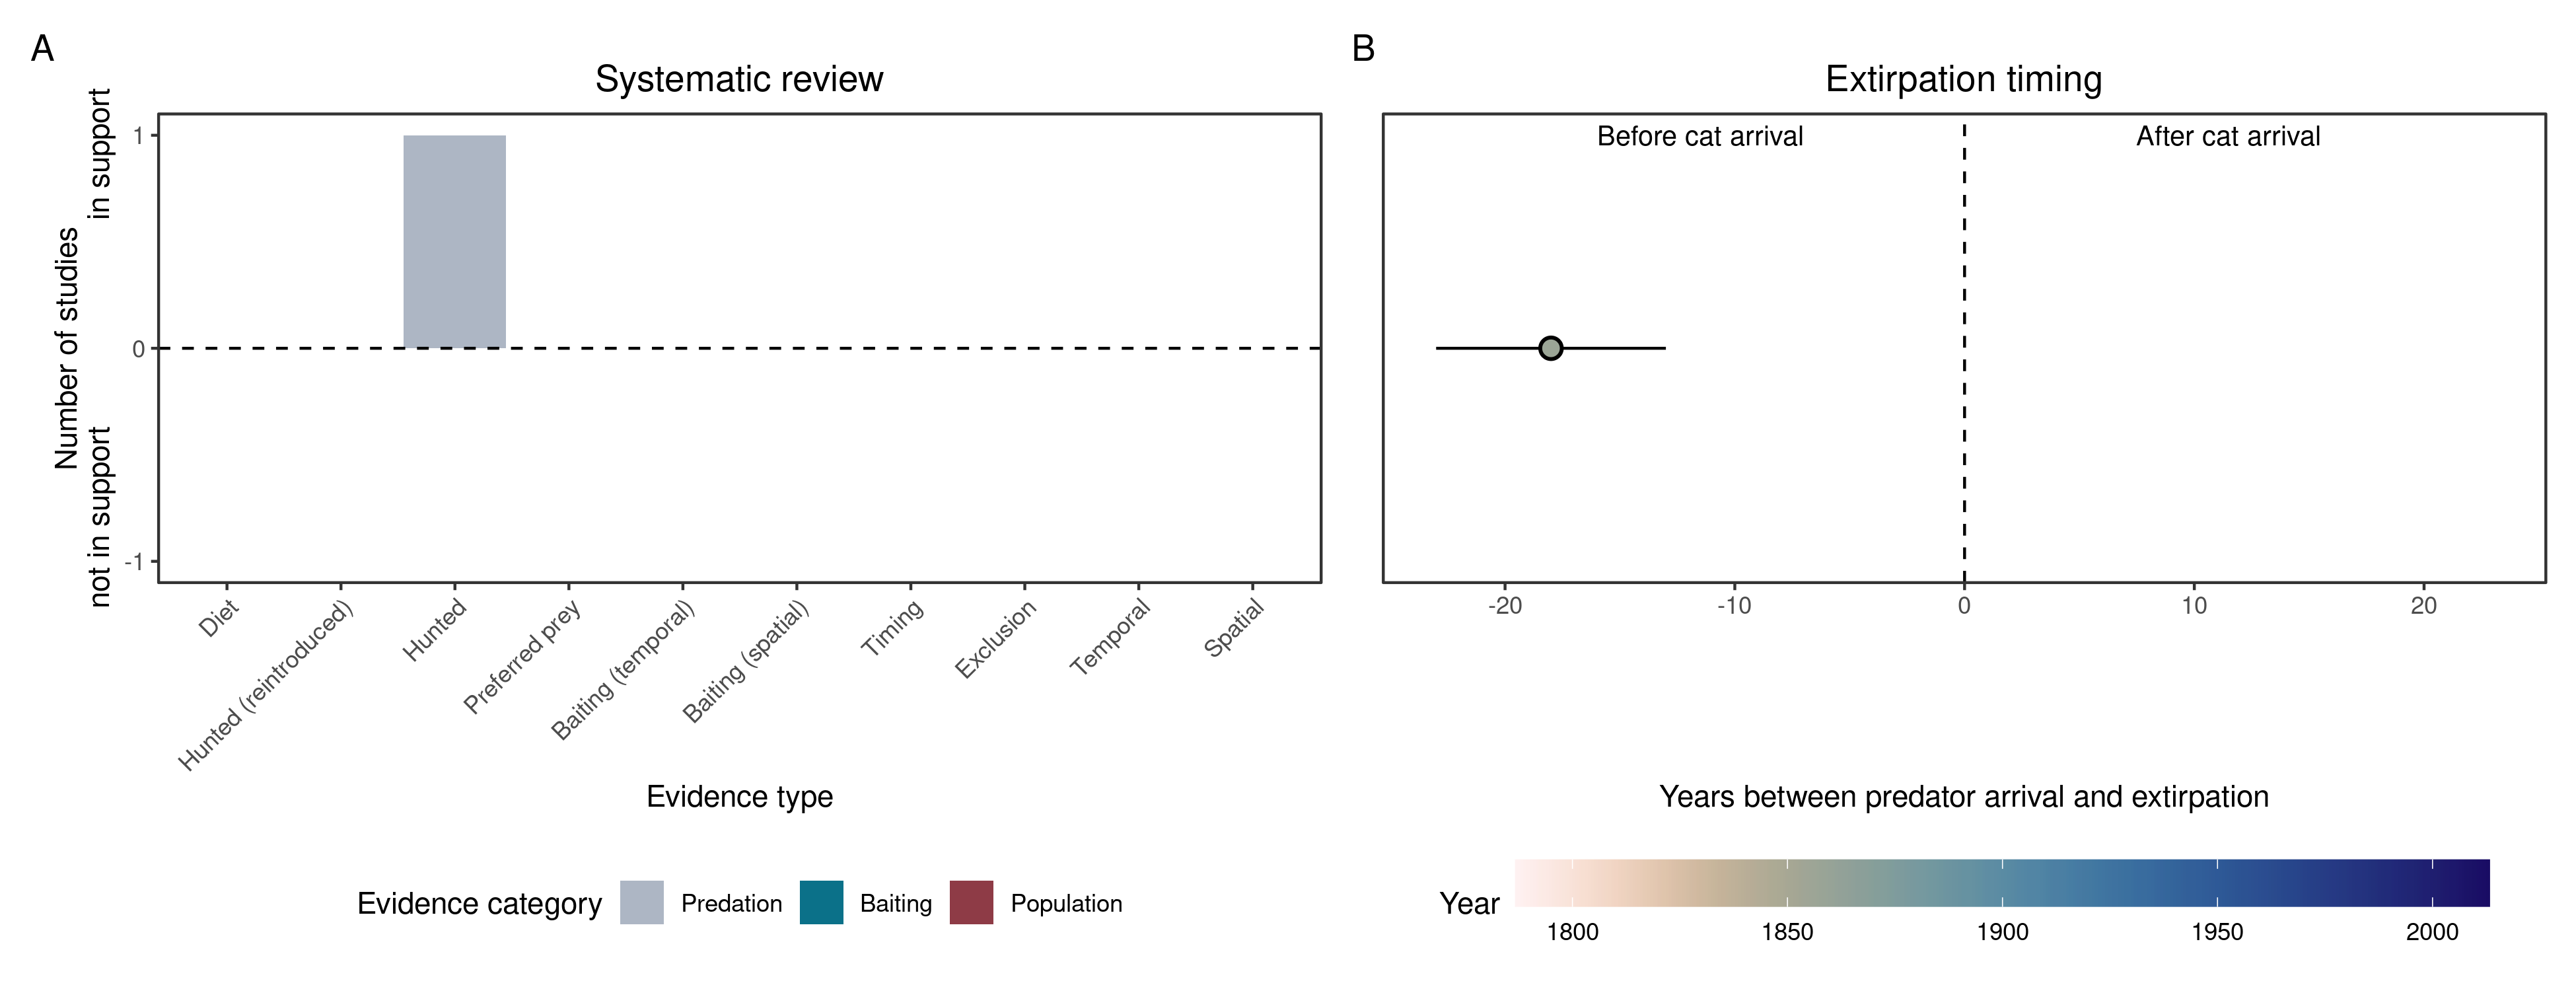 A
Systematic review
Number of studies
not in support
in support
1
0
-1
Diet
Hunted (reintroduced)
Hunted
Preferred prey
Baiting (temporal)
Baiting (spatial)
Timing
Exclusion
Temporal
Spatial
Evidence type
Evidence category
Predation
Baiting
Population
B
Extirpation timing
Before cat arrival
After cat arrival
-20
-10
0
10
20
Years between predator arrival and extirpation
Year
1800
1850
1900
1950
2000